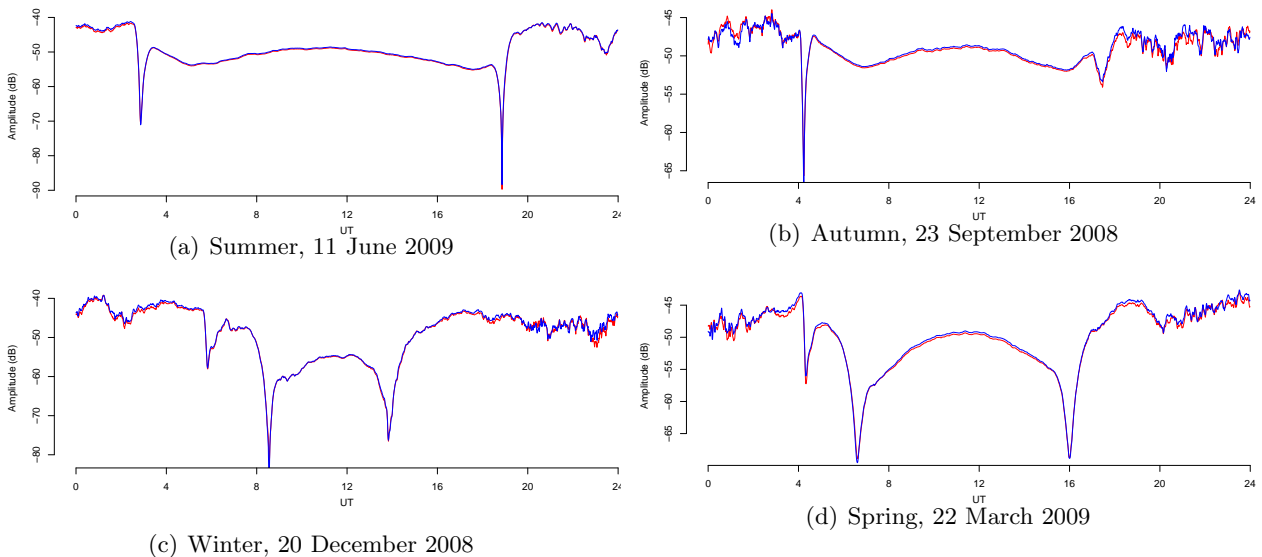 Amplitude (dB)
−40
−50
−60
−70
−80
−90
0 4 8 12 16 20 24
UT
(a) Summer, 11 June 2009
Amplitude (dB)
−45
−50
−55
−60
−65
0 4 8 12 16 20 24
UT
(b) Autumn, 23 September 2008
Amplitude (dB)
−40
−50
−60
−70
−80
0 4 8 12 16 20 24
UT
(c) Winter, 20 December 2008
Amplitude (dB)
−45
−50
−55
−60
−65
0 4 8 12 16 20 24
UT
(d) Spring, 22 March 2009